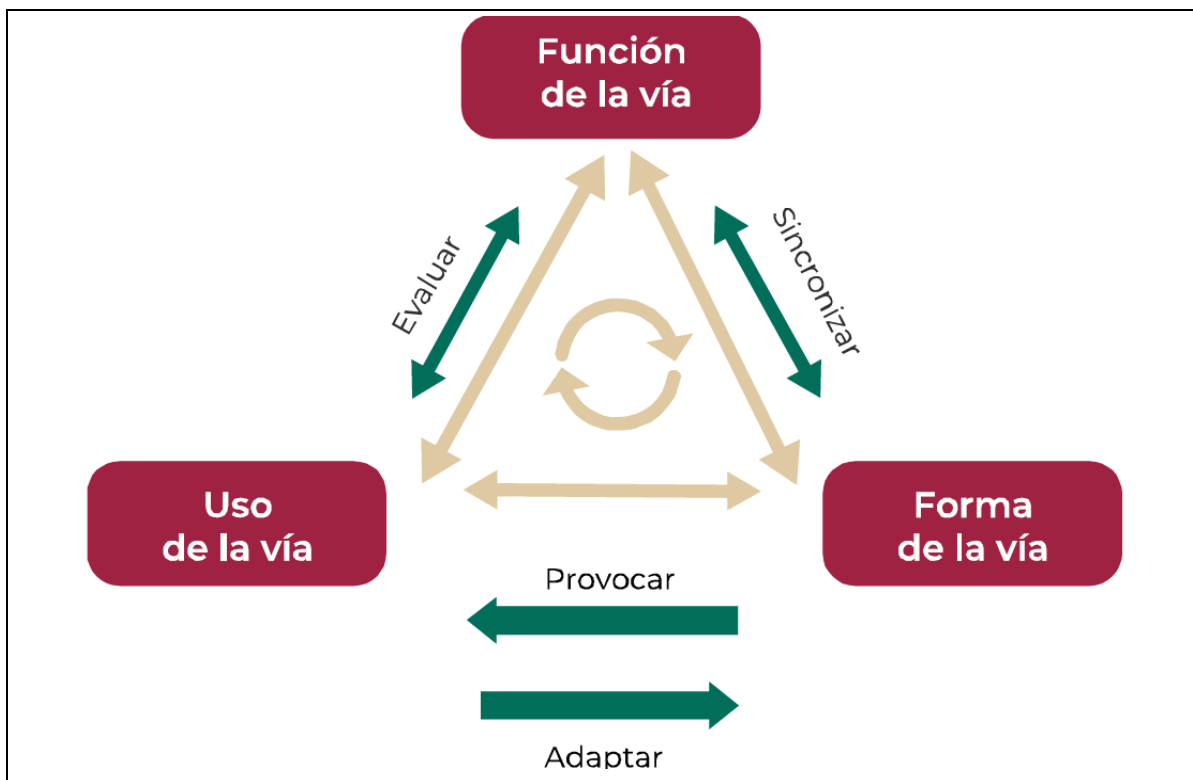 Función
de la vía
Evaluar
Sincronizar
Uso
de la vía
Forma
de la vía
Provocar
Adaptar